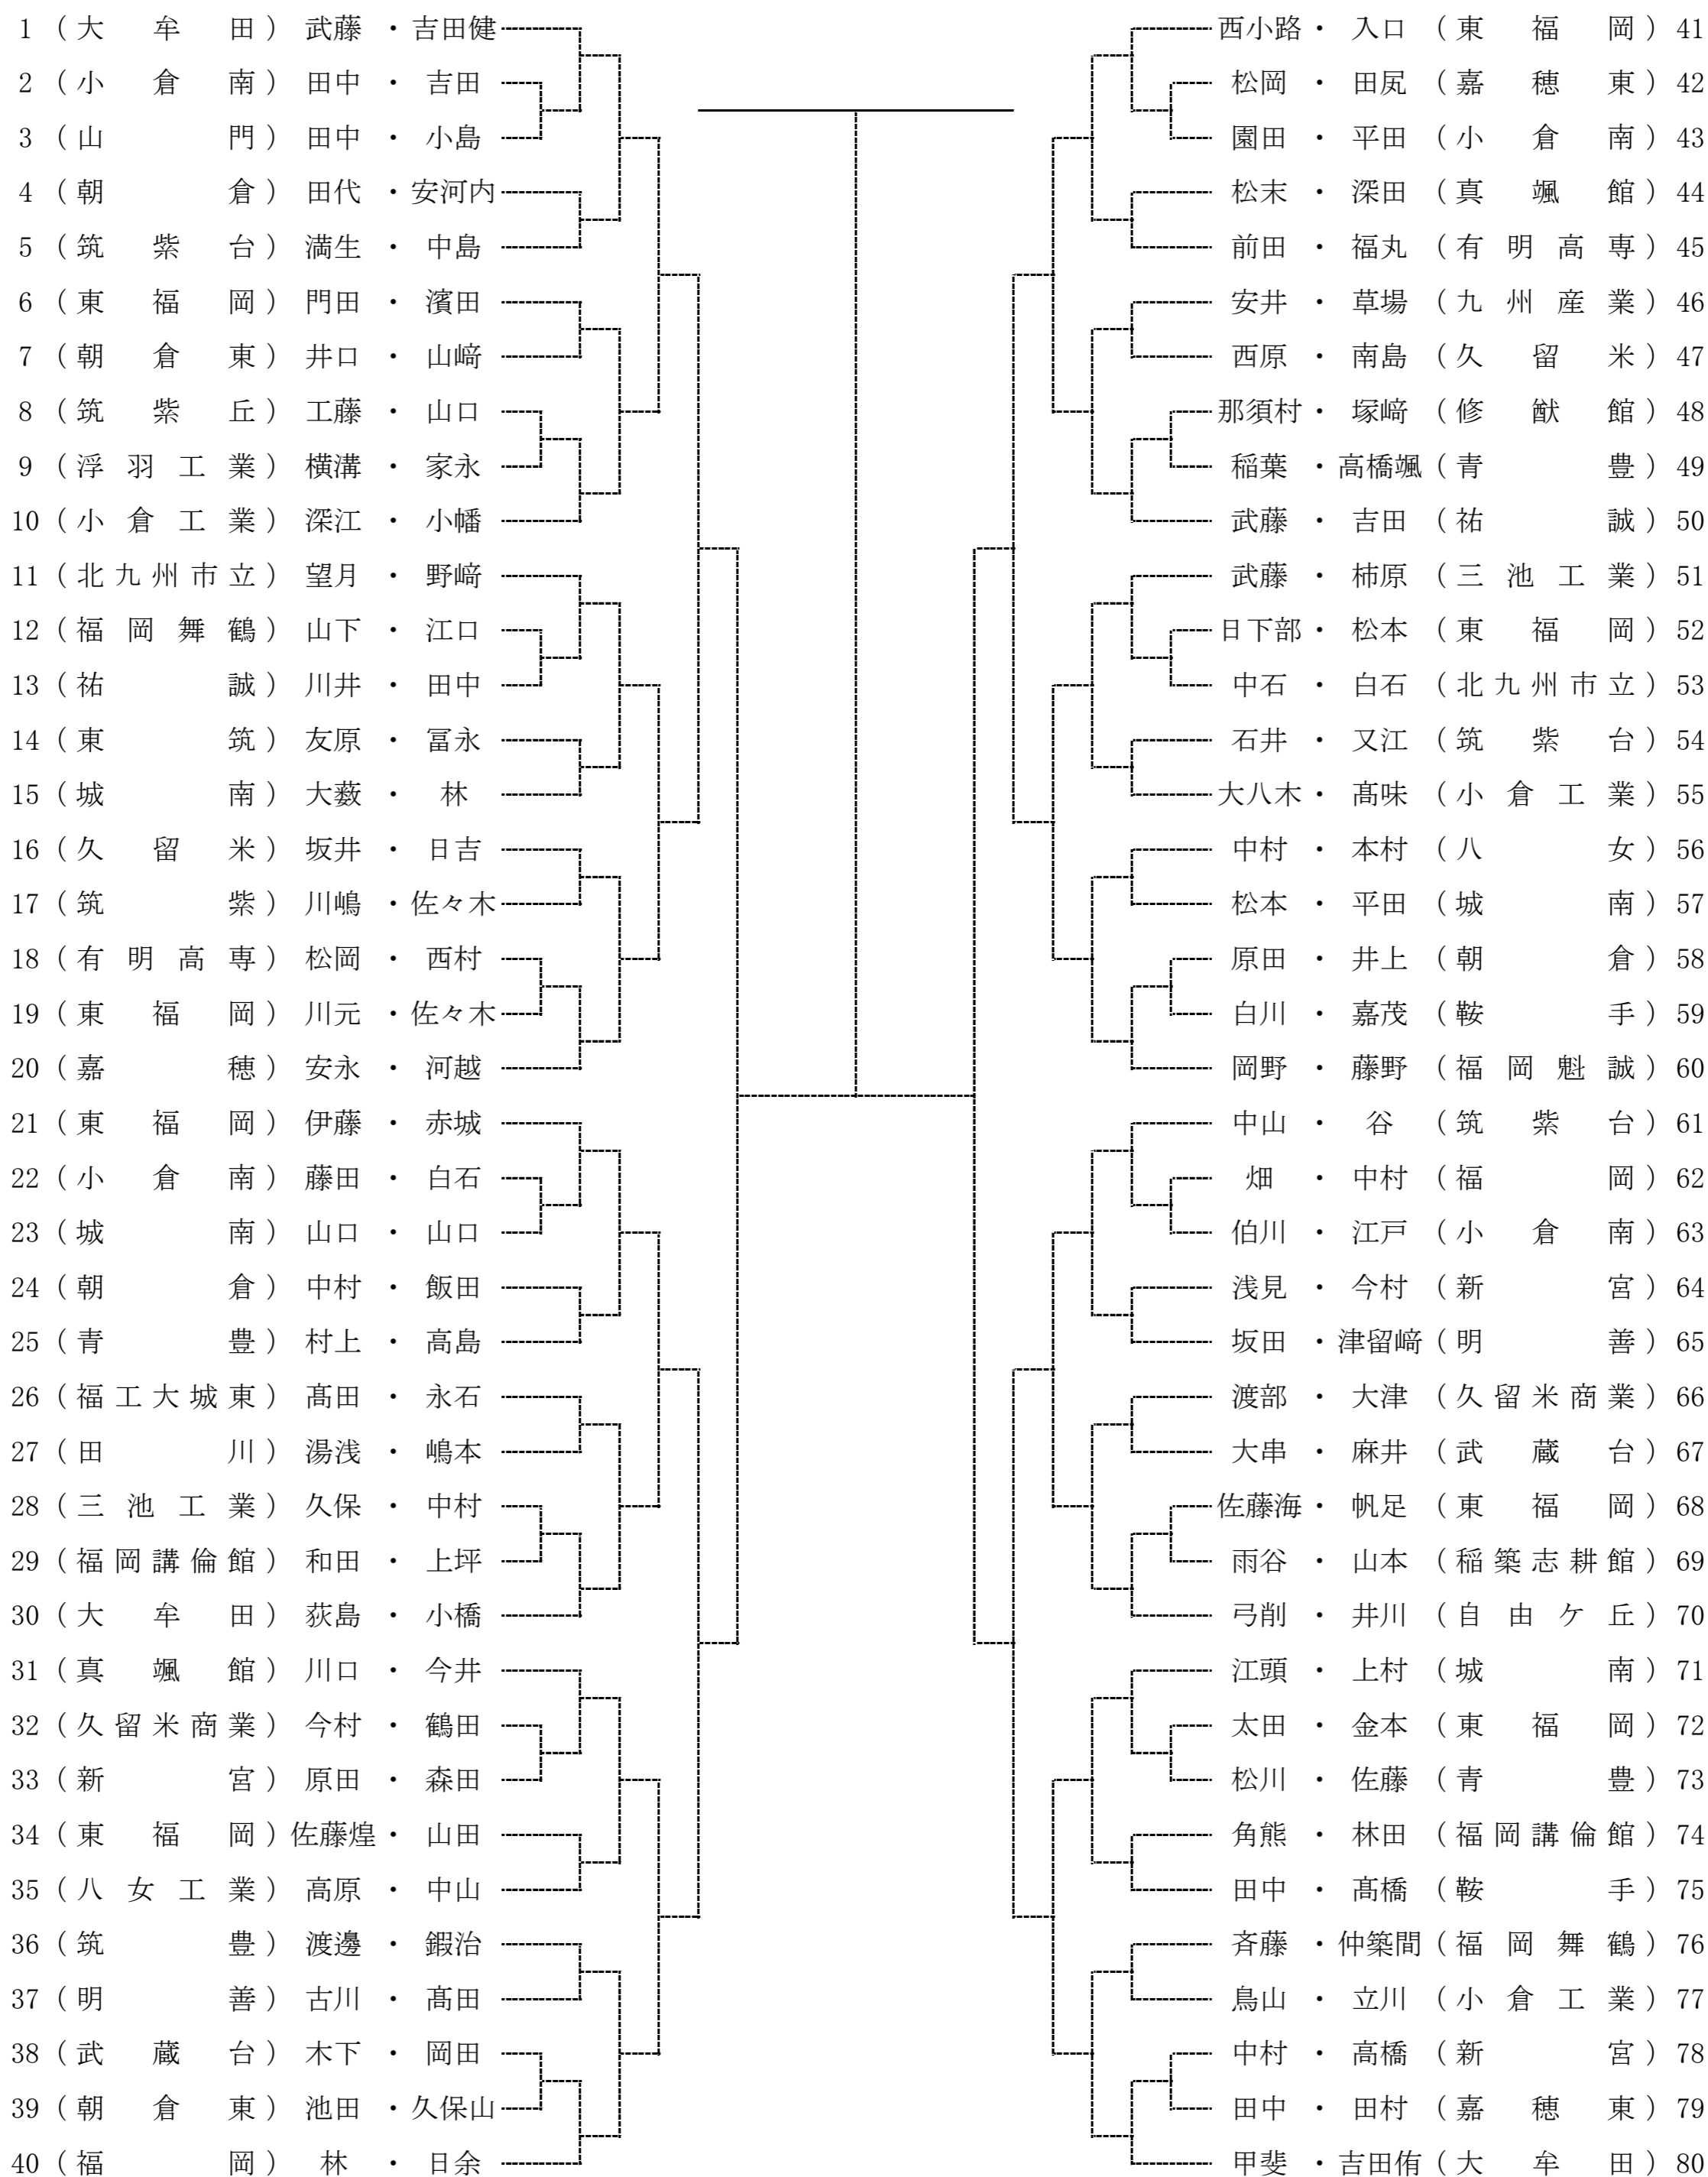 1 （大牟田） 武藤 ・ 吉田健
2 （小倉南） 田中 ・ 吉田
3 （山門） 田中 ・ 小島
4 （朝倉） 田代 ・ 安河内
5 （筑紫台） 満生 ・ 中島
6 （東福岡） 門田 ・ 濱田
7 （朝倉東） 井口 ・ 山﨑
8 （筑紫丘） 工藤 ・ 山口
9 （浮羽工業） 横溝 ・ 家永
10 （小倉工業） 深江 ・ 小幡
11 （北九州市立） 望月 ・ 野﨑
12 （福岡舞鶴） 山下 ・ 江口
13 （祐誠） 川井 ・ 田中
14 （東筑） 友原 ・ 冨永
15 （城南） 大薮 ・ 林
16 （久留米） 坂井 ・ 日吉
17 （筑紫） 川嶋 ・ 佐々木
18 （有明高専） 松岡 ・ 西村
19 （東福岡） 川元 ・ 佐々木
20 （嘉穂） 安永 ・ 河越
21 （東福岡） 伊藤 ・ 赤城
22 （小倉南） 藤田 ・ 白石
23 （城南） 山口 ・ 山口
24 （朝倉） 中村 ・ 飯田
25 （青豊） 村上 ・ 高島
26 （福工大城東） 髙田 ・ 永石
27 （田川） 湯浅 ・ 嶋本
28 （三池工業） 久保 ・ 中村
29 （福岡講倫館） 和田 ・ 上坪
30 （大牟田） 荻島 ・ 小橋
31 （真颯館） 川口 ・ 今井
32 （久留米商業） 今村 ・ 鶴田
33 （新宮） 原田 ・ 森田
34 （東福岡） 佐藤煌 ・ 山田
35 （八女工業） 高原 ・ 中山
36 （筑豊） 渡邊 ・ 鍜治
37 （明善） 古川 ・ 髙田
38 （武蔵台） 木下 ・ 岡田
39 （朝倉東） 池田 ・ 久保山
40 （福岡） 林 ・ 日余
西小路 ・ 入口 （東福岡） 41
松岡 ・ 田尻 （嘉穂東） 42
園田 ・ 平田 （小倉南） 43
松末 ・ 深田 （真颯館） 44
前田 ・ 福丸 （有明高専） 45
安井 ・ 草場 （九州産業） 46
西原 ・ 南島 （久留米） 47
那須村 ・ 塚﨑 （修猷館） 48
稲葉 ・ 高橋颯 （青豊） 49
武藤 ・ 吉田 （祐誠） 50
武藤 ・ 柿原 （三池工業） 51
日下部 ・ 松本 （東福岡） 52
中石 ・ 白石 （北九州市立） 53
石井 ・ 又江 （筑紫台） 54
大八木 ・ 髙味 （小倉工業） 55
中村 ・ 本村 （八女） 56
松本 ・ 平田 （城南） 57
原田 ・ 井上 （朝倉） 58
白川 ・ 嘉茂 （鞍手） 59
岡野 ・ 藤野 （福岡魁誠） 60
中山 ・ 谷 （筑紫台） 61
畑 ・ 中村 （福岡） 62
伯川 ・ 江戸 （小倉南） 63
浅見 ・ 今村 （新宮） 64
坂田 ・ 津留﨑 （明善） 65
渡部 ・ 大津 （久留米商業） 66
大串 ・ 麻井 （武蔵台） 67
佐藤海 ・ 帆足 （東福岡） 68
雨谷 ・ 山本 （稲築志耕館） 69
弓削 ・ 井川 （自由ケ丘） 70
江頭 ・ 上村 （城南） 71
太田 ・ 金本 （東福岡） 72
松川 ・ 佐藤 （青豊） 73
角熊 ・ 林田 （福岡講倫館） 74
田中 ・ 髙橋 （鞍手） 75
斉藤 ・ 仲築間 （福岡舞鶴） 76
鳥山 ・ 立川 （小倉工業） 77
中村 ・ 高橋 （新宮） 78
田中 ・ 田村 （嘉穂東） 79
甲斐 ・ 吉田侑 （大牟田） 80